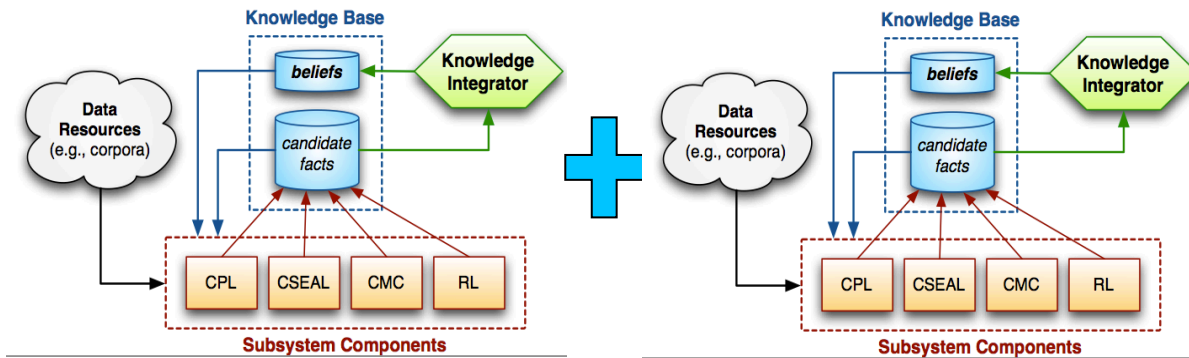 Knowledge Base
beliefs
Knowledge
Integrator
Data
Resources
(e.g., corpora)
candidate
facts
CPL
CSEAL
CMC
RL
Subsystem Components
Knowledge Base
beliefs
Knowledge
Integrator
Data
Resources
(e.g., corpora)
candidate
facts
CPL
CSEAL
CMC
RL
Subsystem Components